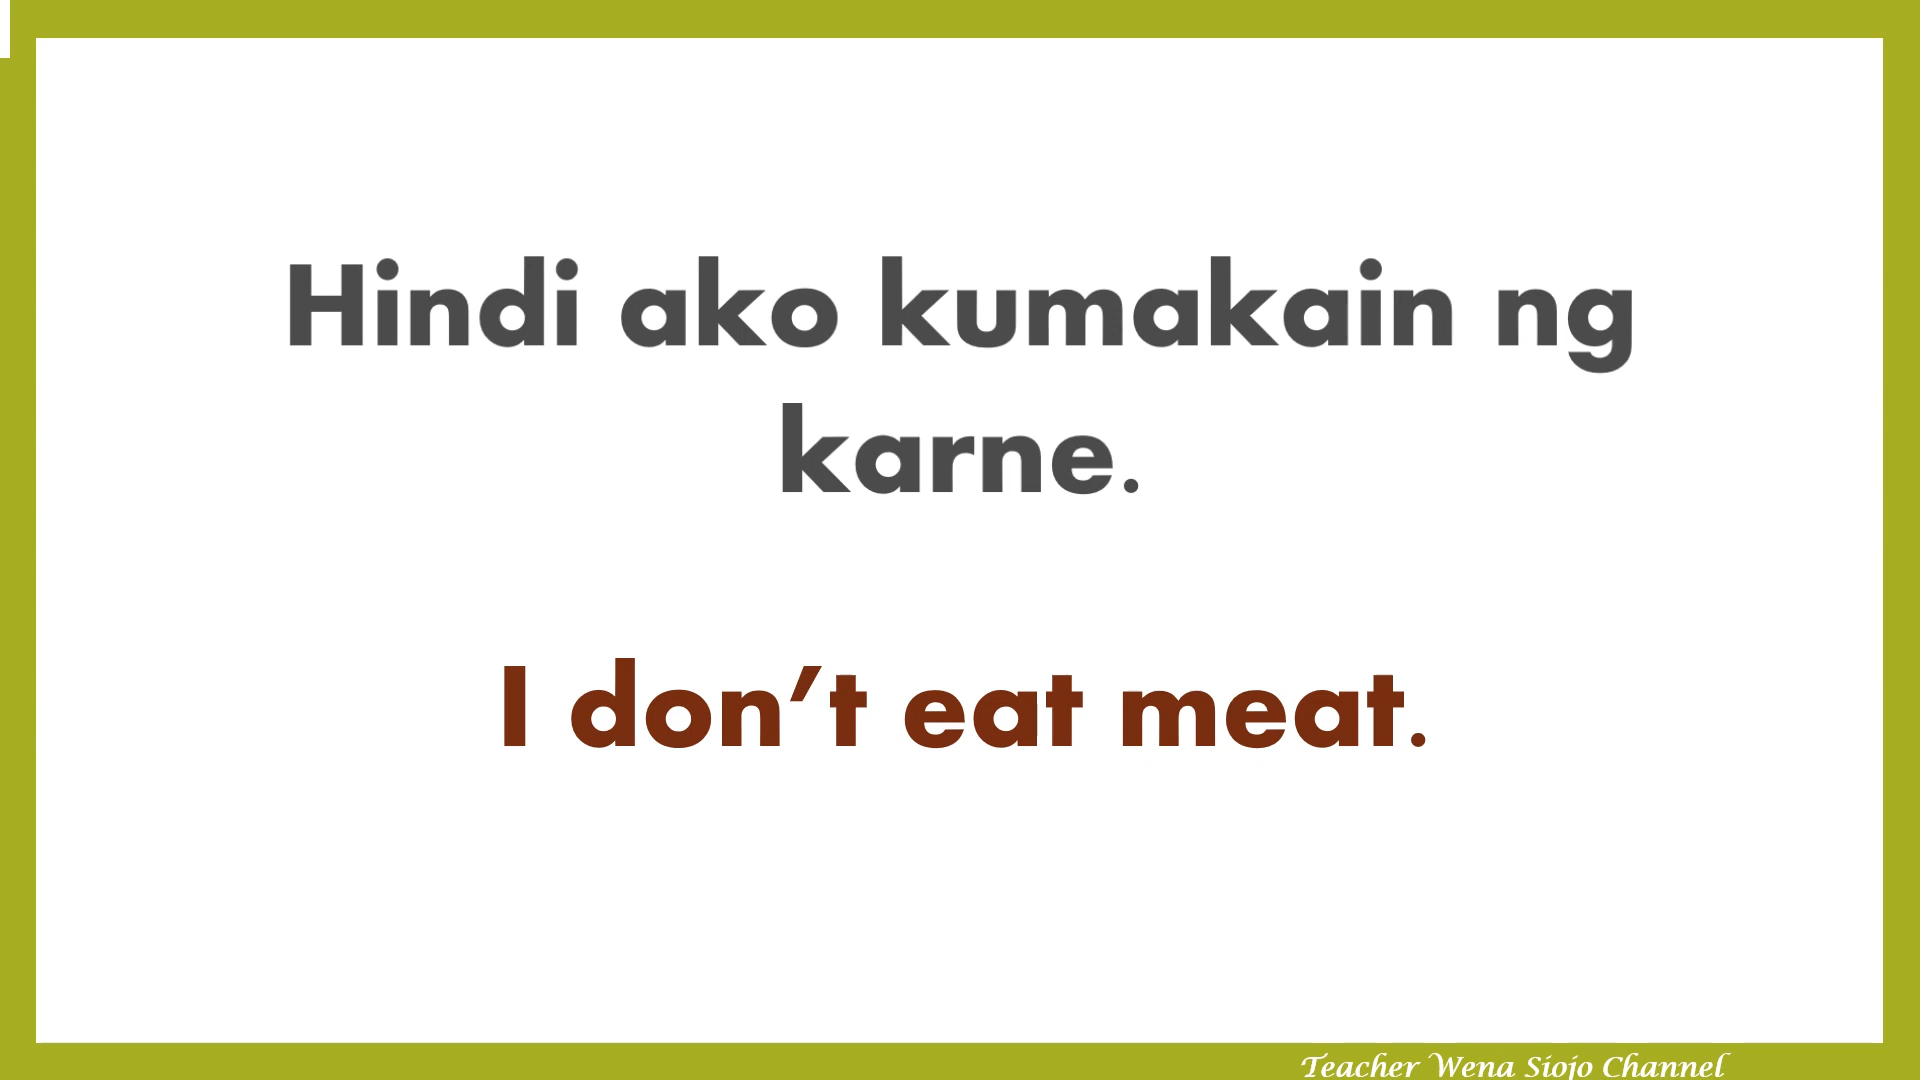 Hindi ako kumakain ng
karne.
I don’t eat meat.
Teacher Wena Siojo Channel